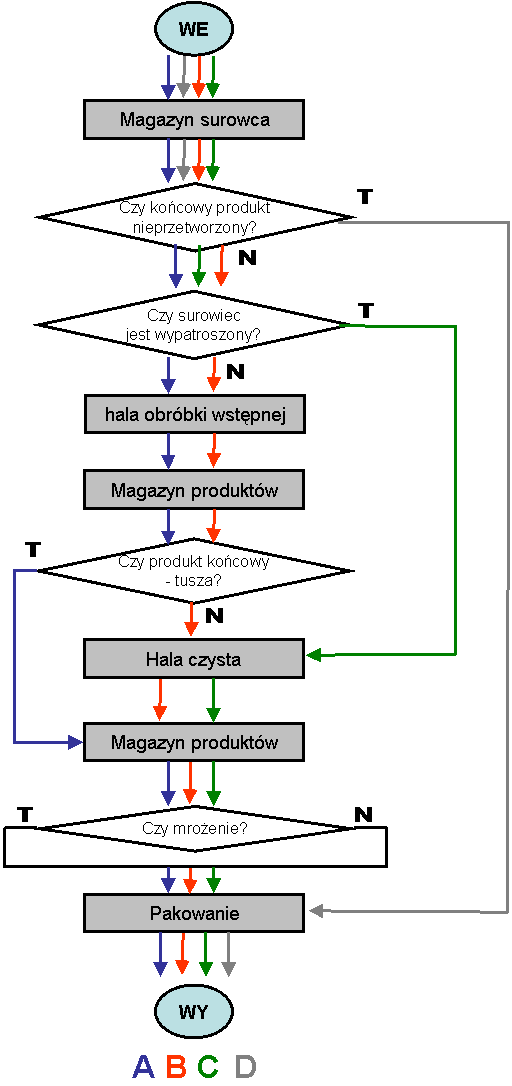 WE
Magazyn surowca
Czy końcowy produkt
nieprzetworzony?
T
N
Czy surowiec
jest wypatroszony?
T
N
hala obróbki wstępnej
Magazyn produktów
T
Czy produkt końcowy
- tusza?
N
Hala czysta
Magazyn produktów
T
Czy mrożenie?
N
Pakowanie
WY
A B C D